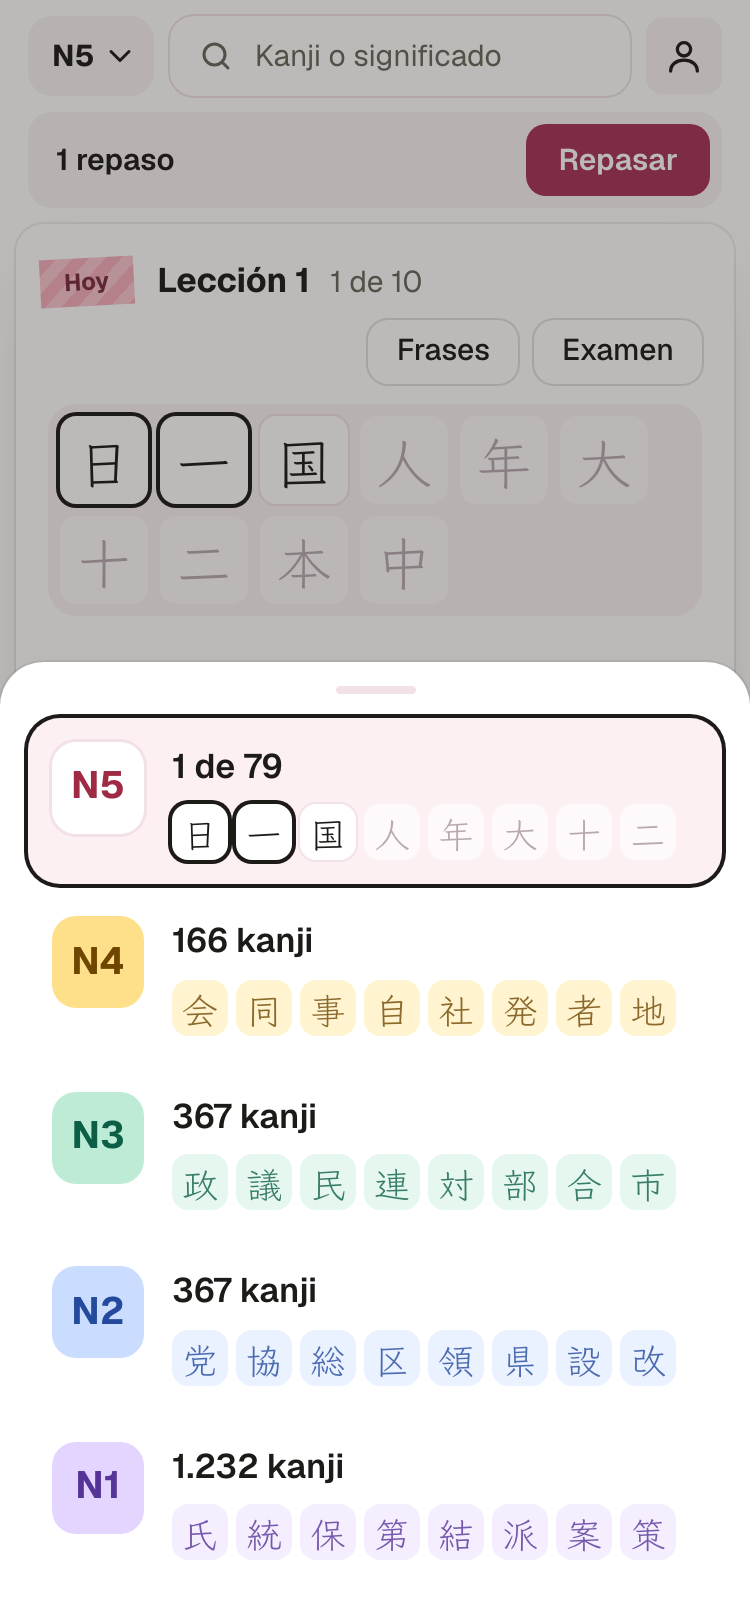 N5 Kanji o significado
1 repaso Repasar
Hoy Lección 1 1 de 10
Frases Examen
日 一 国 人 年 大
十 二 本 中
N5 1 de 79
日 一 国 人 年 大 十 二
N4 166 kanji
会 同 事 自 社 発 者 地
N3 367 kanji
政 議 民 連 対 部 合 市
N2 367 kanji
党 協 総 区 領 県 設 改
N1 1.232 kanji
氏 統 保 第 結 派 案 策